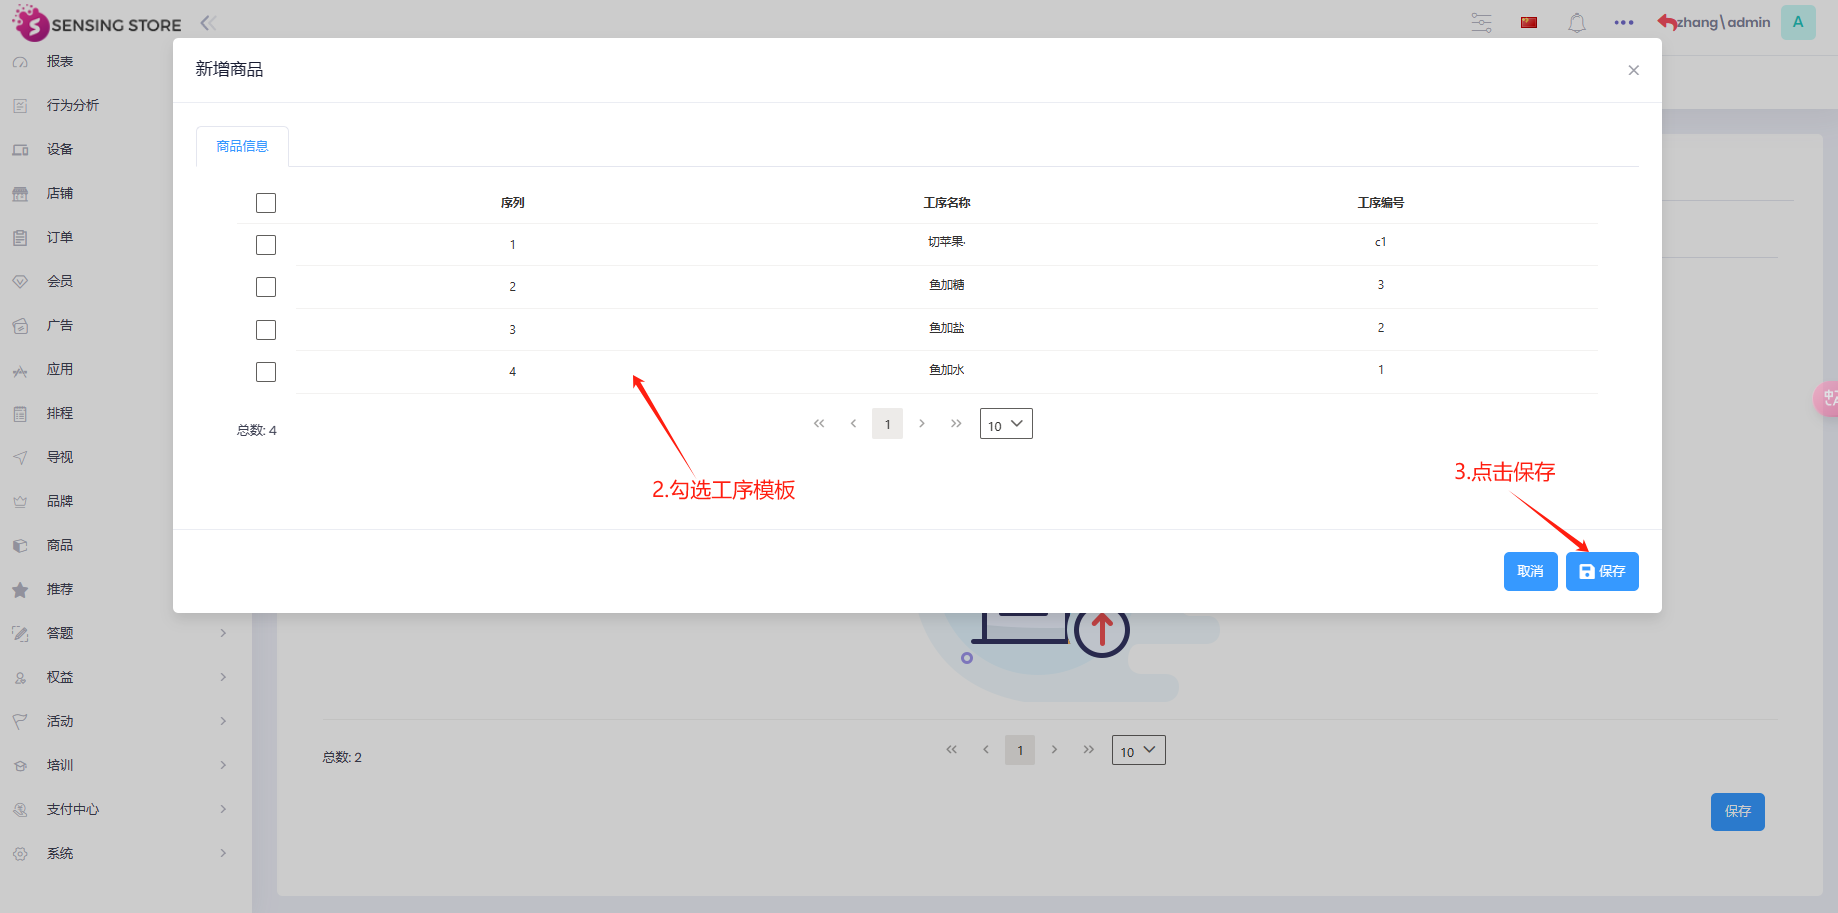 SENSING STORE
zhang\admin
A
报表
行为分析
设备
店铺
订单
会员
广告
应用
排程
导视
品牌
商品
推荐
答题
权益
活动
培训
支付中心
系统
新增商品
商品信息
序列 工序名称 工序编号
1 切苹果 c1
2 鱼加糖 3
3 鱼加盐 2
4 鱼加水 1
总数: 4
1
10
2.勾选工序模板
3.点击保存
取消
保存
总数: 2
1
10
保存